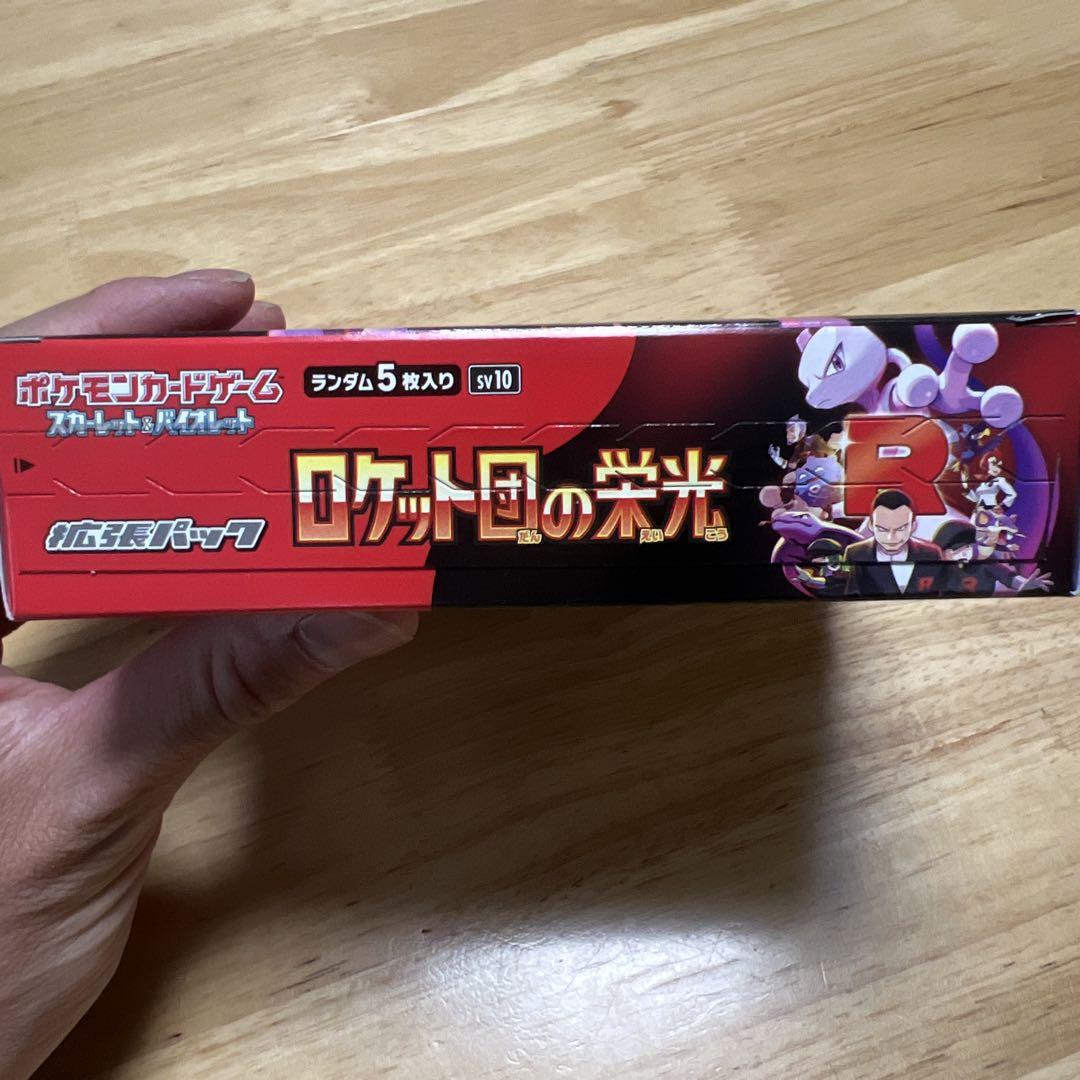 ポケモンカードゲーム
スカーレット&バイオレット
ランダム5枚入り
SV10
拡張パック
ロケット団の栄光
だん えい こう
R
R
R